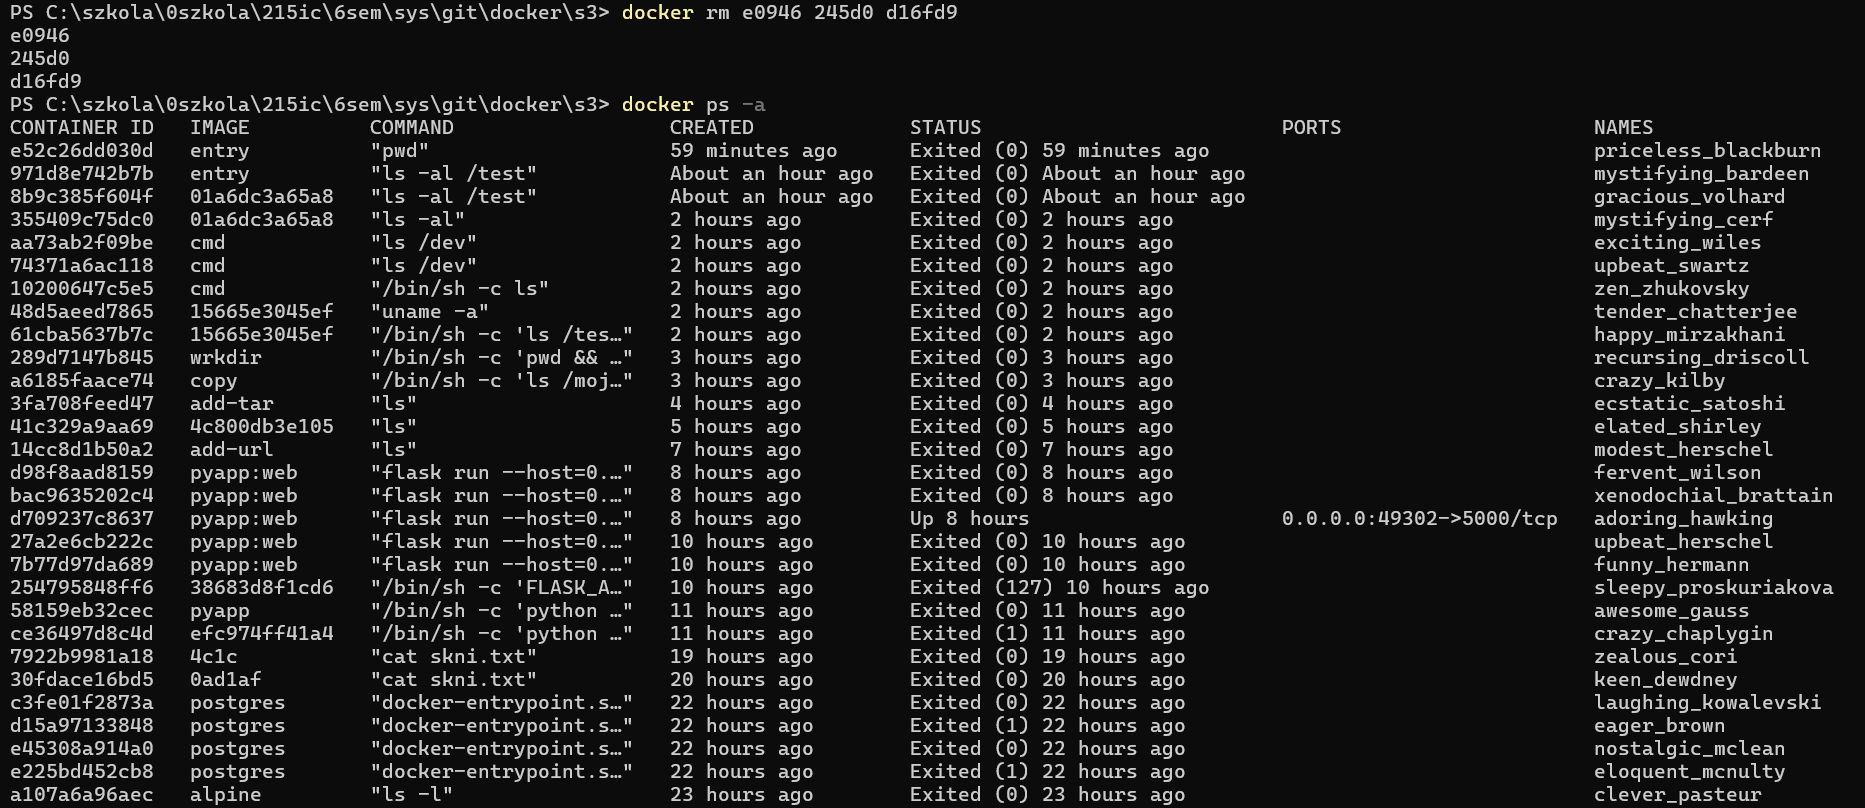 PS C:\szkola\0szkola\215ic\6sem\sys\git\docker\s3> docker rm e0946 245d0 d16fd9
e0946
245d0
d16fd9
PS C:\szkola\0szkola\215ic\6sem\sys\git\docker\s3> docker ps -a
CONTAINER ID   IMAGE          COMMAND                  CREATED             STATUS                         PORTS                     NAMES
e52c26dd030d   entry          "pwd"                    59 minutes ago      Exited (0) 59 minutes ago                                priceless_blackburn
971d8e742b7b   entry          "ls -al /test"           About an hour ago   Exited (0) About an hour ago                             mystifying_bardeen
8b9c385f604f   01a6dc3a65a8   "ls -al /test"           About an hour ago   Exited (0) About an hour ago                             gracious_volhard
355409c75dc0   01a6dc3a65a8   "ls -al"                 2 hours ago         Exited (0) 2 hours ago                                   mystifying_cerf
aa73ab2f09be   cmd            "ls /dev"                2 hours ago         Exited (0) 2 hours ago                                   exciting_wiles
74371a6ac118   cmd            "ls /dev"                2 hours ago         Exited (0) 2 hours ago                                   upbeat_swartz
10200647c5e5   cmd            "/bin/sh -c ls"          2 hours ago         Exited (0) 2 hours ago                                   zen_zhukovsky
48d5aeed7865   15665e3045ef   "uname -a"               2 hours ago         Exited (0) 2 hours ago                                   tender_chatterjee
61cba5637b7c   15665e3045ef   "/bin/sh -c 'ls /tes…"   2 hours ago         Exited (0) 2 hours ago                                   happy_mirzakhani
289d7147b845   wrkdir         "/bin/sh -c 'pwd && …"   3 hours ago         Exited (0) 3 hours ago                                   recursing_driscoll
a6185faace74   copy           "/bin/sh -c 'ls /moj…"   3 hours ago         Exited (0) 3 hours ago                                   crazy_kilby
3fa708feed47   add-tar        "ls"                     4 hours ago         Exited (0) 4 hours ago                                   ecstatic_satoshi
41c329a9aa69   4c800db3e105   "ls"                     5 hours ago         Exited (0) 5 hours ago                                   elated_shirley
14cc8d1b50a2   add-url        "ls"                     7 hours ago         Exited (0) 7 hours ago                                   modest_herschel
d98f8aad8159   pyapp:web      "flask run --host=0.…"   8 hours ago         Exited (0) 8 hours ago                                   fervent_wilson
bac9635202c4   pyapp:web      "flask run --host=0.…"   8 hours ago         Exited (0) 8 hours ago                                   xenodochial_brattain
d709237c8637   pyapp:web      "flask run --host=0.…"   8 hours ago         Up 8 hours                     0.0.0.0:49302->5000/tcp   adoring_hawking
27a2e6cb222c   pyapp:web      "flask run --host=0.…"   10 hours ago        Exited (0) 10 hours ago                                  upbeat_herschel
7b77d97da689   pyapp:web      "flask run --host=0.…"   10 hours ago        Exited (0) 10 hours ago                                  funny_hermann
254795848ff6   38683d8f1cd6   "/bin/sh -c 'FLASK_A…"   10 hours ago        Exited (127) 10 hours ago                                sleepy_proskuriakova
58159eb32cec   pyapp          "/bin/sh -c 'python …"   11 hours ago        Exited (0) 11 hours ago                                  awesome_gauss
ce36497d8c4d   efc974ff41a4   "/bin/sh -c 'python …"   11 hours ago        Exited (1) 11 hours ago                                  crazy_chaplygin
7922b9981a18   4c1c           "cat skni.txt"           19 hours ago        Exited (0) 19 hours ago                                  zealous_cori
30fdace16bd5   0ad1af         "cat skni.txt"           20 hours ago        Exited (0) 20 hours ago                                  keen_dewdney
c3fe01f2873a   postgres       "docker-entrypoint.s…"   22 hours ago        Exited (0) 22 hours ago                                  laughing_kowalevski
d15a97133848   postgres       "docker-entrypoint.s…"   22 hours ago        Exited (1) 22 hours ago                                  eager_brown
e45308a914a0   postgres       "docker-entrypoint.s…"   22 hours ago        Exited (0) 22 hours ago                                  nostalgic_mclean
e225bd452cb8   postgres       "docker-entrypoint.s…"   22 hours ago        Exited (1) 22 hours ago                                  eloquent_mcnulty
a107a6a96aec   alpine         "ls -l"                  23 hours ago        Exited (0) 23 hours ago                                  clever_pasteur